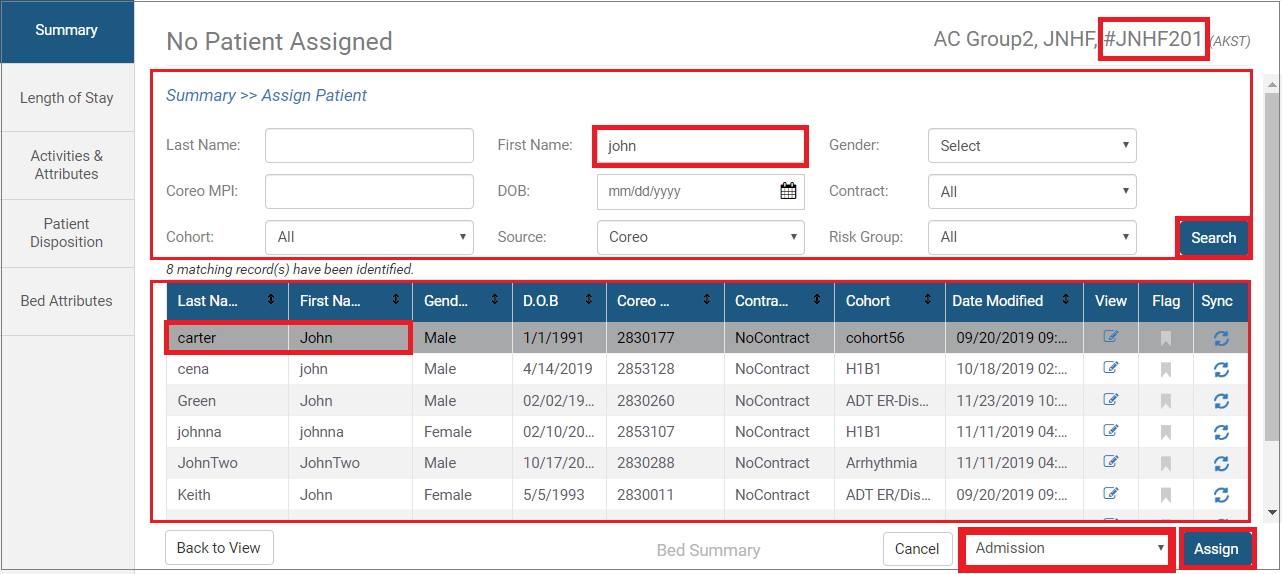 Summary
No Patient Assigned
AC Group2, JNHF, #JNHF201 (AKST)
Length of Stay
Activities &
Attributes
Patient
Disposition
Bed Attributes
Summary >> Assign Patient
Last Name: First Name: john Gender: Select
Coreo MPI: DOB: mm/dd/yyyy Contract: All
Cohort: All Source: Coreo Risk Group: All Search
8 matching record(s) have been identified.
Last Na... First Na... Gend... D.O.B Coreo ... Contra... Cohort Date Modified View Flag Sync
carter John Male 1/1/1991 2830177 NoContract cohort56 09/20/2019 09:...
cena john Male 4/14/2019 2853128 NoContract H1B1 10/18/2019 02:...
Green John Male 02/02/19... 2830260 NoContract ADT ER-Dis... 11/23/2019 10:...
johnna johnna Female 02/10/20... 2853107 NoContract H1B1 11/11/2019 04:...
JohnTwo JohnTwo Male 10/17/20... 2830288 NoContract Arrhythmia 11/11/2019 04:...
Keith John Female 5/5/1993 2830011 NoContract ADT ER/Dis... 09/20/2019 09:...
Back to View Bed Summary Cancel Admission Assign